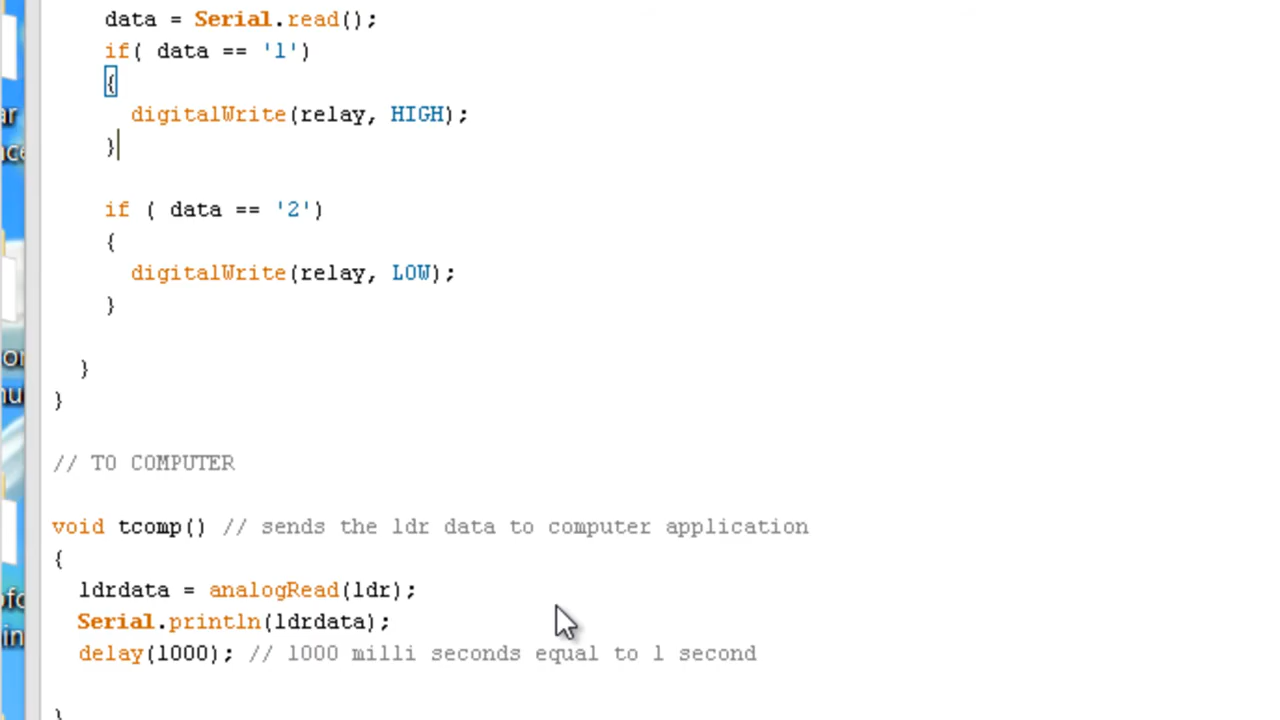 data = Serial.read();
if( data == '1')
{
digitalWrite(relay, HIGH);
}
if ( data == '2')
{
digitalWrite(relay, LOW);
}
}
}
// TO COMPUTER
void tcomp() // sends the ldr data to computer application
{
ldrdata = analogRead(ldr);
Serial.println(ldrdata);
delay(1000); // 1000 milli seconds equal to 1 second
}